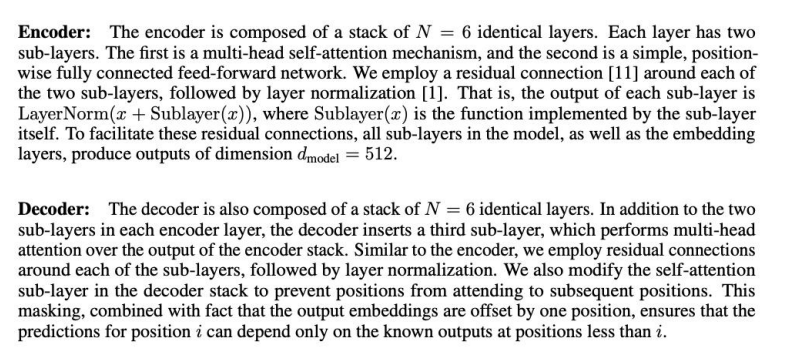 Encoder: The encoder is composed of a stack of N = 6 identical layers. Each layer has two
sub-layers. The first is a multi-head self-attention mechanism, and the second is a simple, position-
wise fully connected feed-forward network. We employ a residual connection [11] around each of
the two sub-layers, followed by layer normalization [1]. That is, the output of each sub-layer is
LayerNorm(x + Sublayer(x)), where Sublayer(x) is the function implemented by the sub-layer
itself. To facilitate these residual connections, all sub-layers in the model, as well as the embedding
layers, produce outputs of dimension d_model = 512.
Decoder: The decoder is also composed of a stack of N = 6 identical layers. In addition to the two
sub-layers in each encoder layer, the decoder inserts a third sub-layer, which performs multi-head
attention over the output of the encoder stack. Similar to the encoder, we employ residual connections
around each of the sub-layers, followed by layer normalization. We also modify the self-attention
sub-layer in the decoder stack to prevent positions from attending to subsequent positions. This
masking, combined with fact that the output embeddings are offset by one position, ensures that the
predictions for position i can depend only on the known outputs at positions less than i.